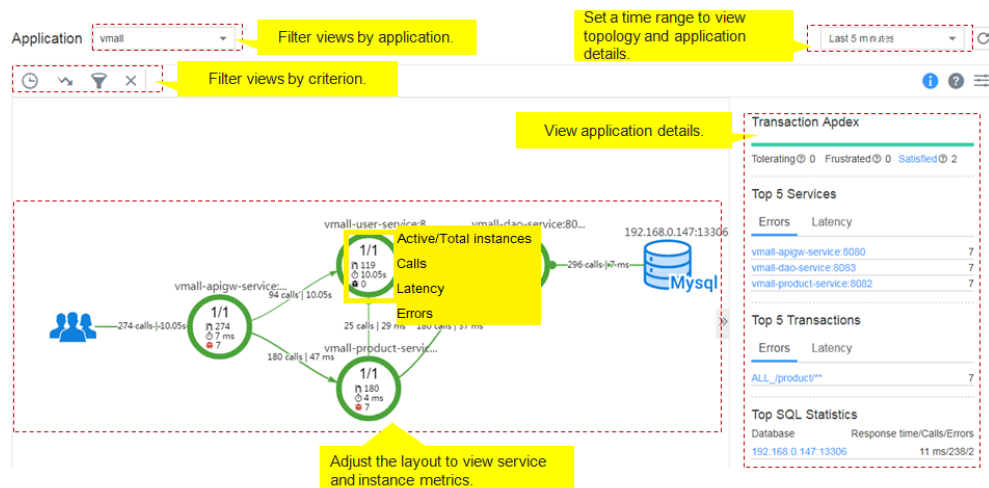 Set a time range to view
topology and application
details.
Application vmall
Filter views by application.
Last 5 minutes
Filter views by criterion.
View application details.
Transaction Apdex
Tolerating 0 Frustrated 0 Satisfied 2
Top 5 Services
Errors Latency
vmall-apigw-service:8080 7
vmall-dao-service:8083 7
vmall-product-service:8082 7
Top 5 Transactions
Errors Latency
ALL_/product/** 7
Top SQL Statistics
Database Response time/Calls/Errors
192.168.0.147:13306 11 ms/238/2
vmall-user-service:8... vmall-dao-service:80...
192.168.0.147:13306
1/1
119
10.05s
0
Active/Total instances
Calls
Latency
Errors
296 calls | 7 ms
Mysql
vmall-apigw-service:...
94 calls | 10.05s
1/1
274
7 ms
7
274 calls | 10.05s
25 calls | 29 ms
180 calls | 37 ms
180 calls | 47 ms
vmall-product-servic...
1/1
180
4 ms
7
Adjust the layout to view service
and instance metrics.